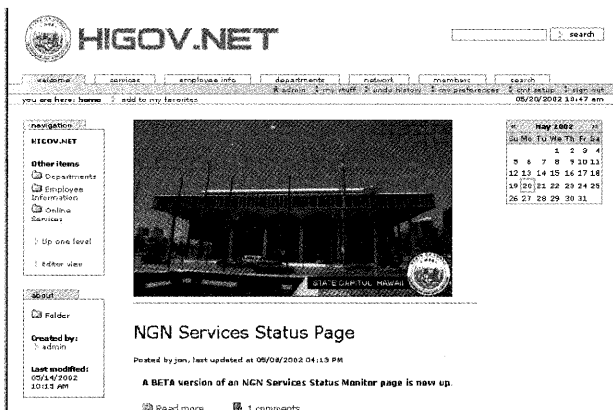 HIGOV.NET
search
welcome services employee info departments network members search
admin my stuff undo history my preferences cmf setup sign out
you are here: home add to my favorites 05/20/2002 10:47 am
navigation
HIGOV.NET
Other items
Departments
Employee
Information
Online
Services
Up one level
Editor view
about
Folder
Created by:
admin
Last modified:
05/14/2002
10:13 AM
STATE CAPITOL, HAWAII
NGN Services Status Page
Posted by jon, last updated at 05/08/2002 04:13 PM
A BETA version of an NGN Services Status Monitor page is now up.
Read more 1 comments
« May 2002 »
Su Mo Tu We Th Fr Sa
1 2 3 4
5 6 7 8 9 10 11
12 13 14 15 16 17 18
19 20 21 22 23 24 25
26 27 28 29 30 31